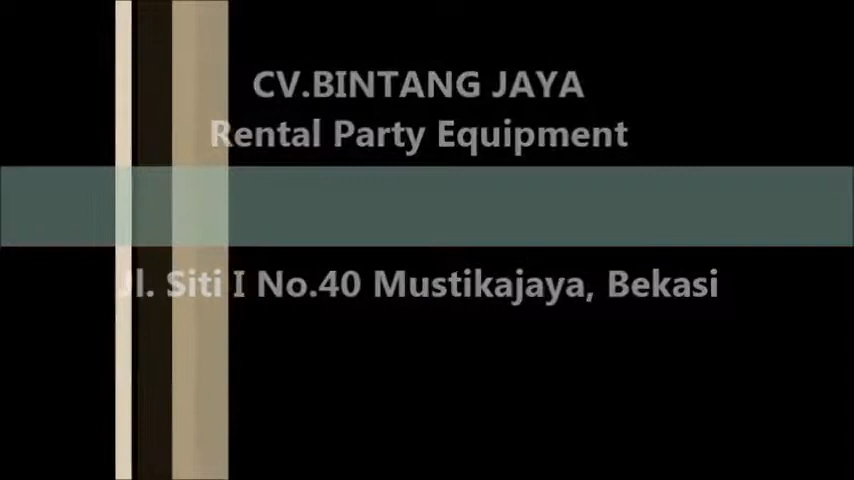 CV.BINTANG JAYA
Rental Party Equipment
Jl. Siti I No.40 Mustikajaya, Bekasi